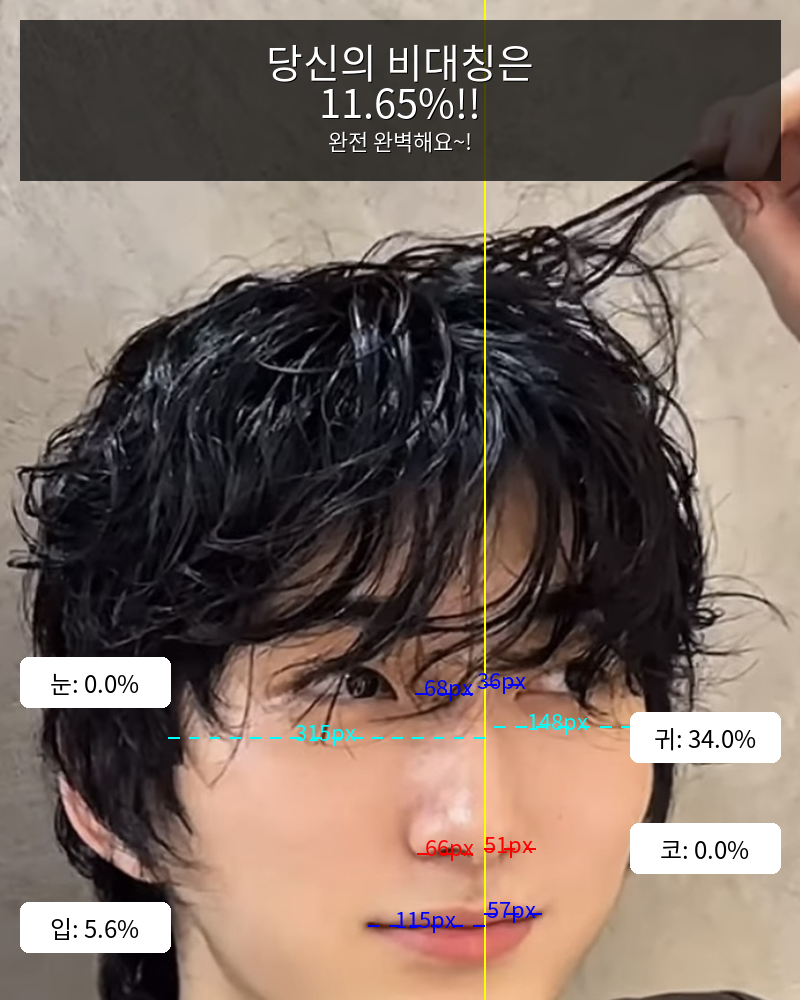 당신의 비대칭은
11.65%!!
완전 완벽해요~!
눈: 0.0%
68px
36px
315px
148px
귀: 34.0%
66px
51px
코: 0.0%
입: 5.6%
115px
57px